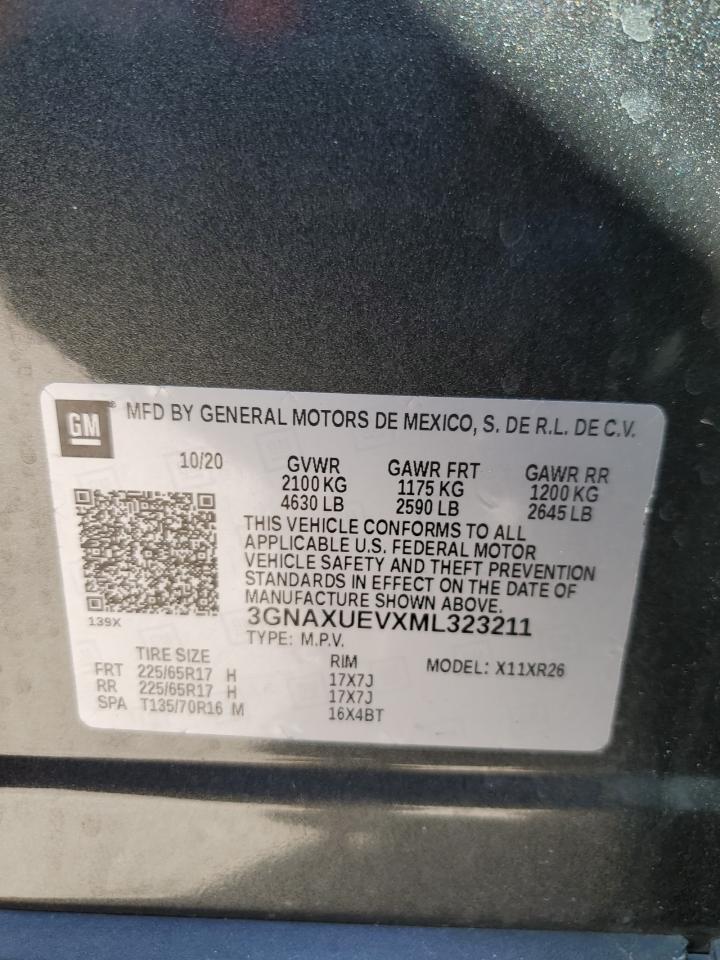 GM ® MFD BY GENERAL MOTORS DE MEXICO, S. DE R.L. DE C.V.
10/20 GVWR GAWR FRT GAWR RR
2100 KG 1175 KG 1200 KG
4630 LB 2590 LB 2645 LB
THIS VEHICLE CONFORMS TO ALL
APPLICABLE U.S. FEDERAL MOTOR
VEHICLE SAFETY AND THEFT PREVENTION
STANDARDS IN EFFECT ON THE DATE OF
MANUFACTURE SHOWN ABOVE.
139X
3GNAXUEVXML323211
TYPE: M.P.V.
TIRE SIZE RIM MODEL: X11XR26
FRT 225/65R17 H 17X7J
RR 225/65R17 H 17X7J
SPA T135/70R16 M 16X4BT